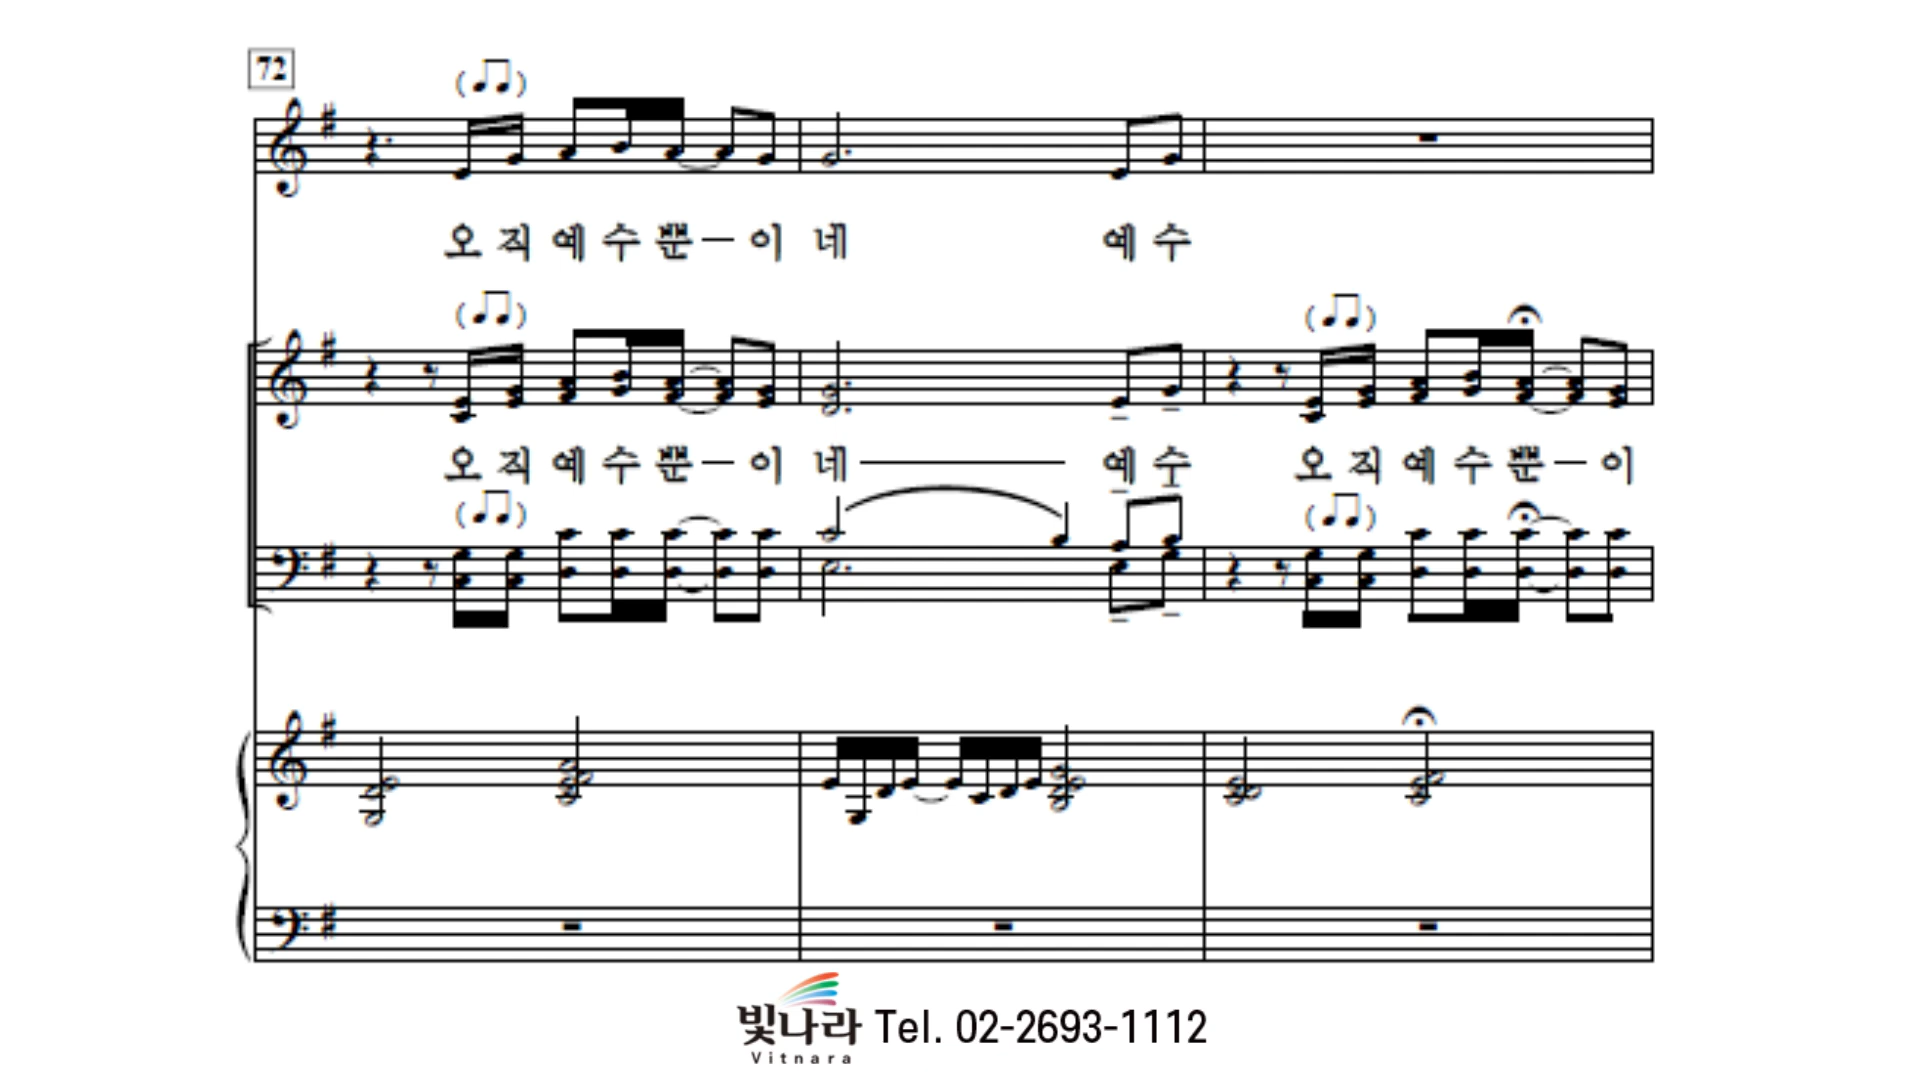 72
오 직 예 수 뿐 ─ 이 네 예 수
오 직 예 수 뿐 ─ 이 네 ─ 예 수 오 직 예 수 뿐 ─ 이
빛나라 Tel. 02-2693-1112
Vitnara